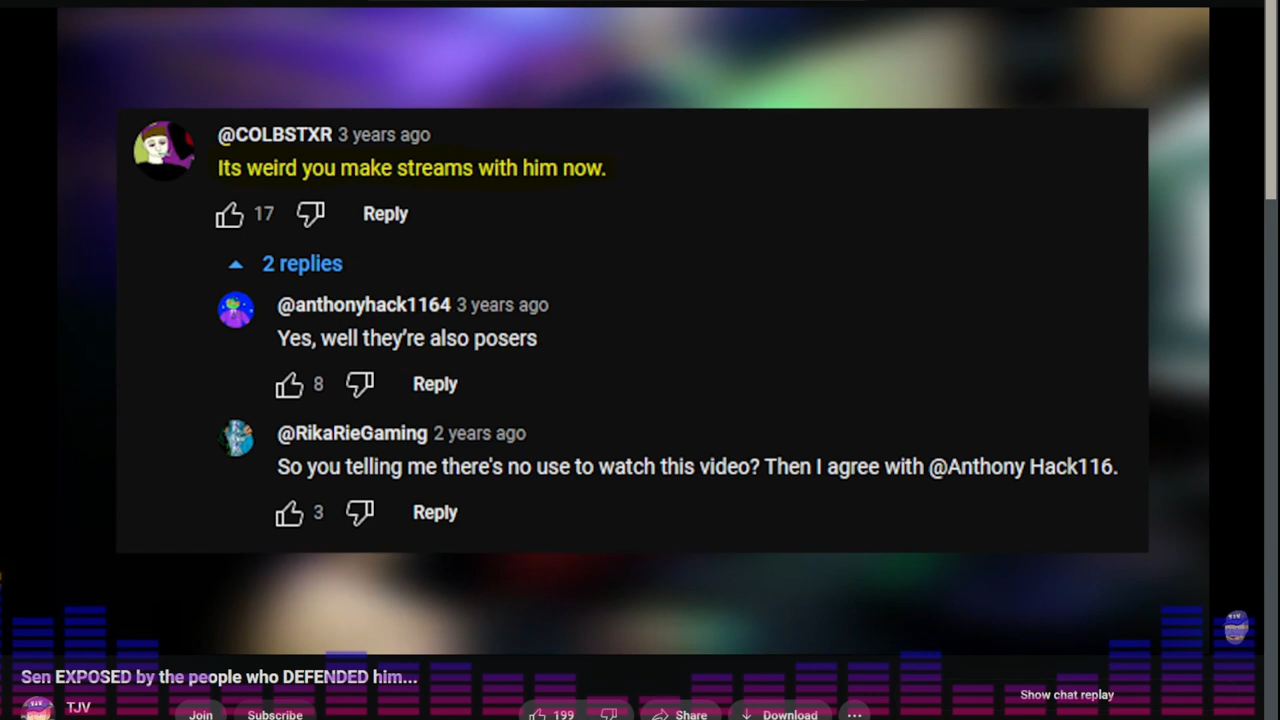 @COLBSTXR 3 years ago
Its weird you make streams with him now.
17 Reply
2 replies
@anthonyhack1164 3 years ago
Yes, well they're also posers
8 Reply
@RikaRieGaming 2 years ago
So you telling me there's no use to watch this video? Then I agree with @Anthony Hack116.
3 Reply
TJV
Sen EXPOSED by the people who DEFENDED him...
Show chat replay
TJV
Join Subscribe 199 Share Download ...